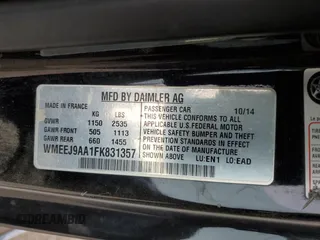 MFD BY DAIMLER AG
MADE IN FRANCE
PASSENGER CAR 10/14
KG LBS
GVWR 1150 2535
GAWR FRONT 505 1113
GAWR REAR 660 1455
THIS VEHICLE CONFORMS TO ALL
APPLICABLE U.S. FEDERAL MOTOR
VEHICLE SAFETY BUMPER AND THEFT
PREVENTION STANDARDS IN EFFECT
ON THE DATE OF MANUFACTURE SHOWN ABOVE
WMEEJ9AA1FK831357 LU:EN1 LO:EAD
DREAMBID